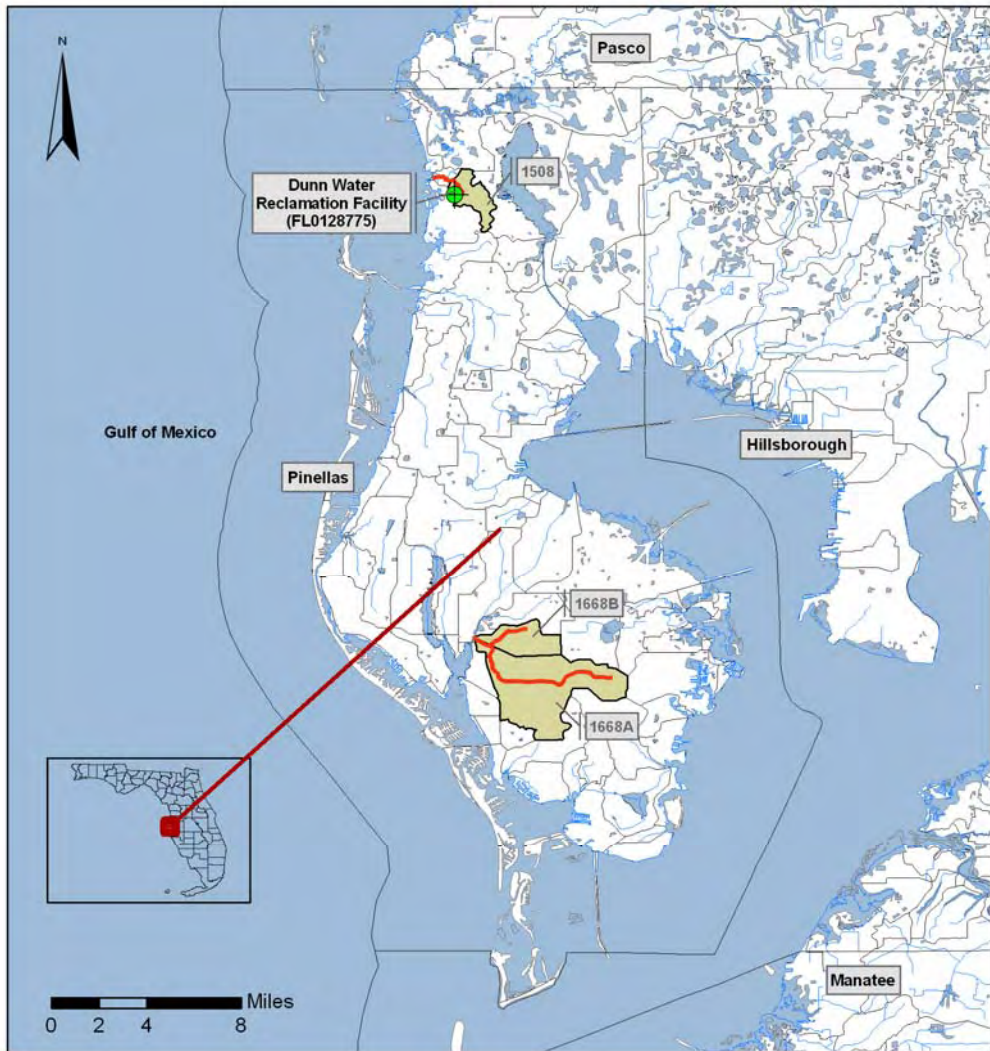 N
Pasco
1508
Dunn Water
Reclamation Facility
(FL0128775)
Gulf of Mexico
Hillsborough
Pinellas
1668B
1668A
Manatee
Miles
0 2 4 8